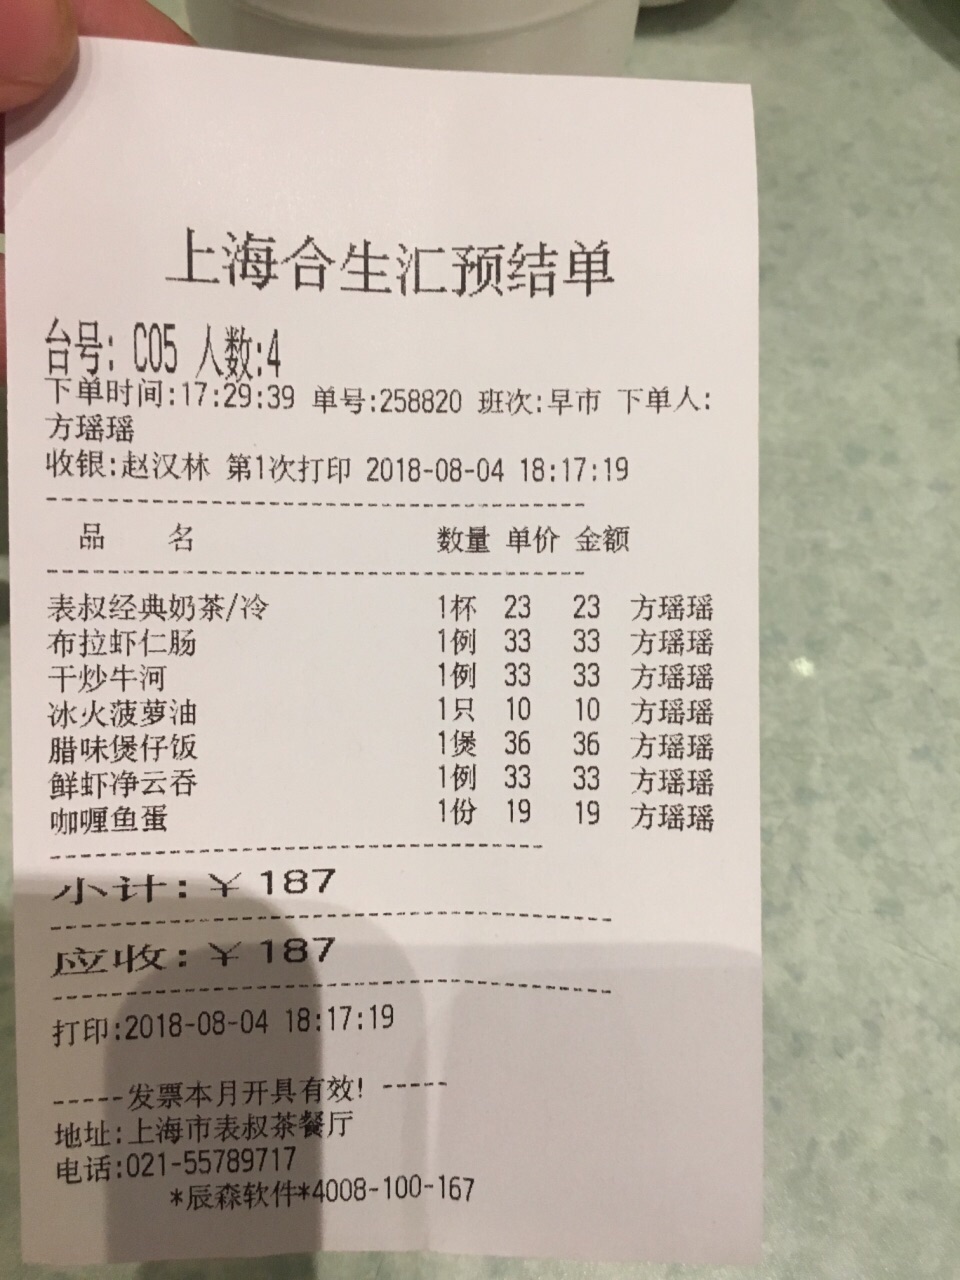 上海合生汇预结单
台号: C05 人数:4
下单时间:17:29:39 单号:258820 班次:早市 下单人:
方瑶瑶
收银:赵汉林 第1次打印 2018-08-04 18:17:19
品 名 数量 单价 金额
表叔经典奶茶/冷 1杯 23 23 方瑶瑶
布拉虾仁肠 1例 33 33 方瑶瑶
干炒牛河 1例 33 33 方瑶瑶
冰火菠萝油 1只 10 10 方瑶瑶
腊味煲仔饭 1煲 36 36 方瑶瑶
鲜虾净云吞 1例 33 33 方瑶瑶
咖喱鱼蛋 1份 19 19 方瑶瑶
小计: ¥ 187
应收: ¥ 187
打印:2018-08-04 18:17:19
-----发票本月开具有效! -----
地址:上海市表叔茶餐厅
电话:021-55789717
*辰森软件*4008-100-167